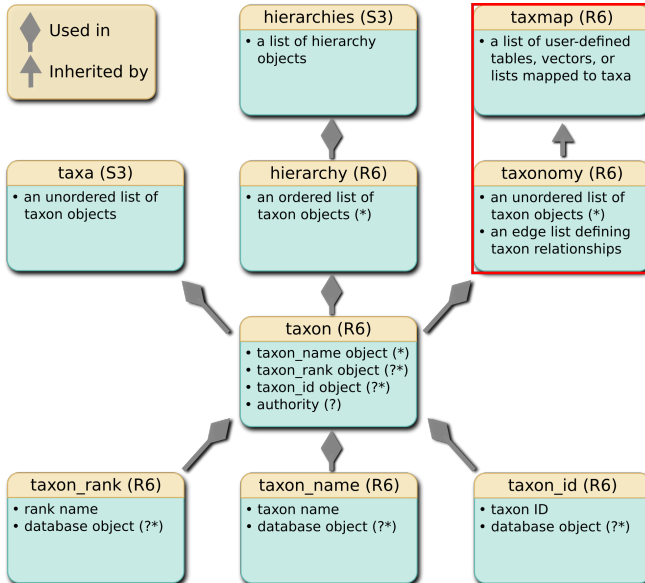 Used in
Inherited by
hierarchies (S3)
• a list of hierarchy
objects
taxmap (R6)
• a list of user-defined
tables, vectors, or
lists mapped to taxa
taxa (S3)
• an unordered list of
taxon objects
hierarchy (R6)
• an ordered list of
taxon objects (*)
taxonomy (R6)
• an unordered list of
taxon objects (*)
• an edge list defining
taxon relationships
taxon (R6)
• taxon_name object (*)
• taxon_rank object (?*)
• taxon_id object (?*)
• authority (?)
taxon_rank (R6)
• rank name
• database object (?*)
taxon_name (R6)
• taxon name
• database object (?*)
taxon_id (R6)
• taxon ID
• database object (?*)